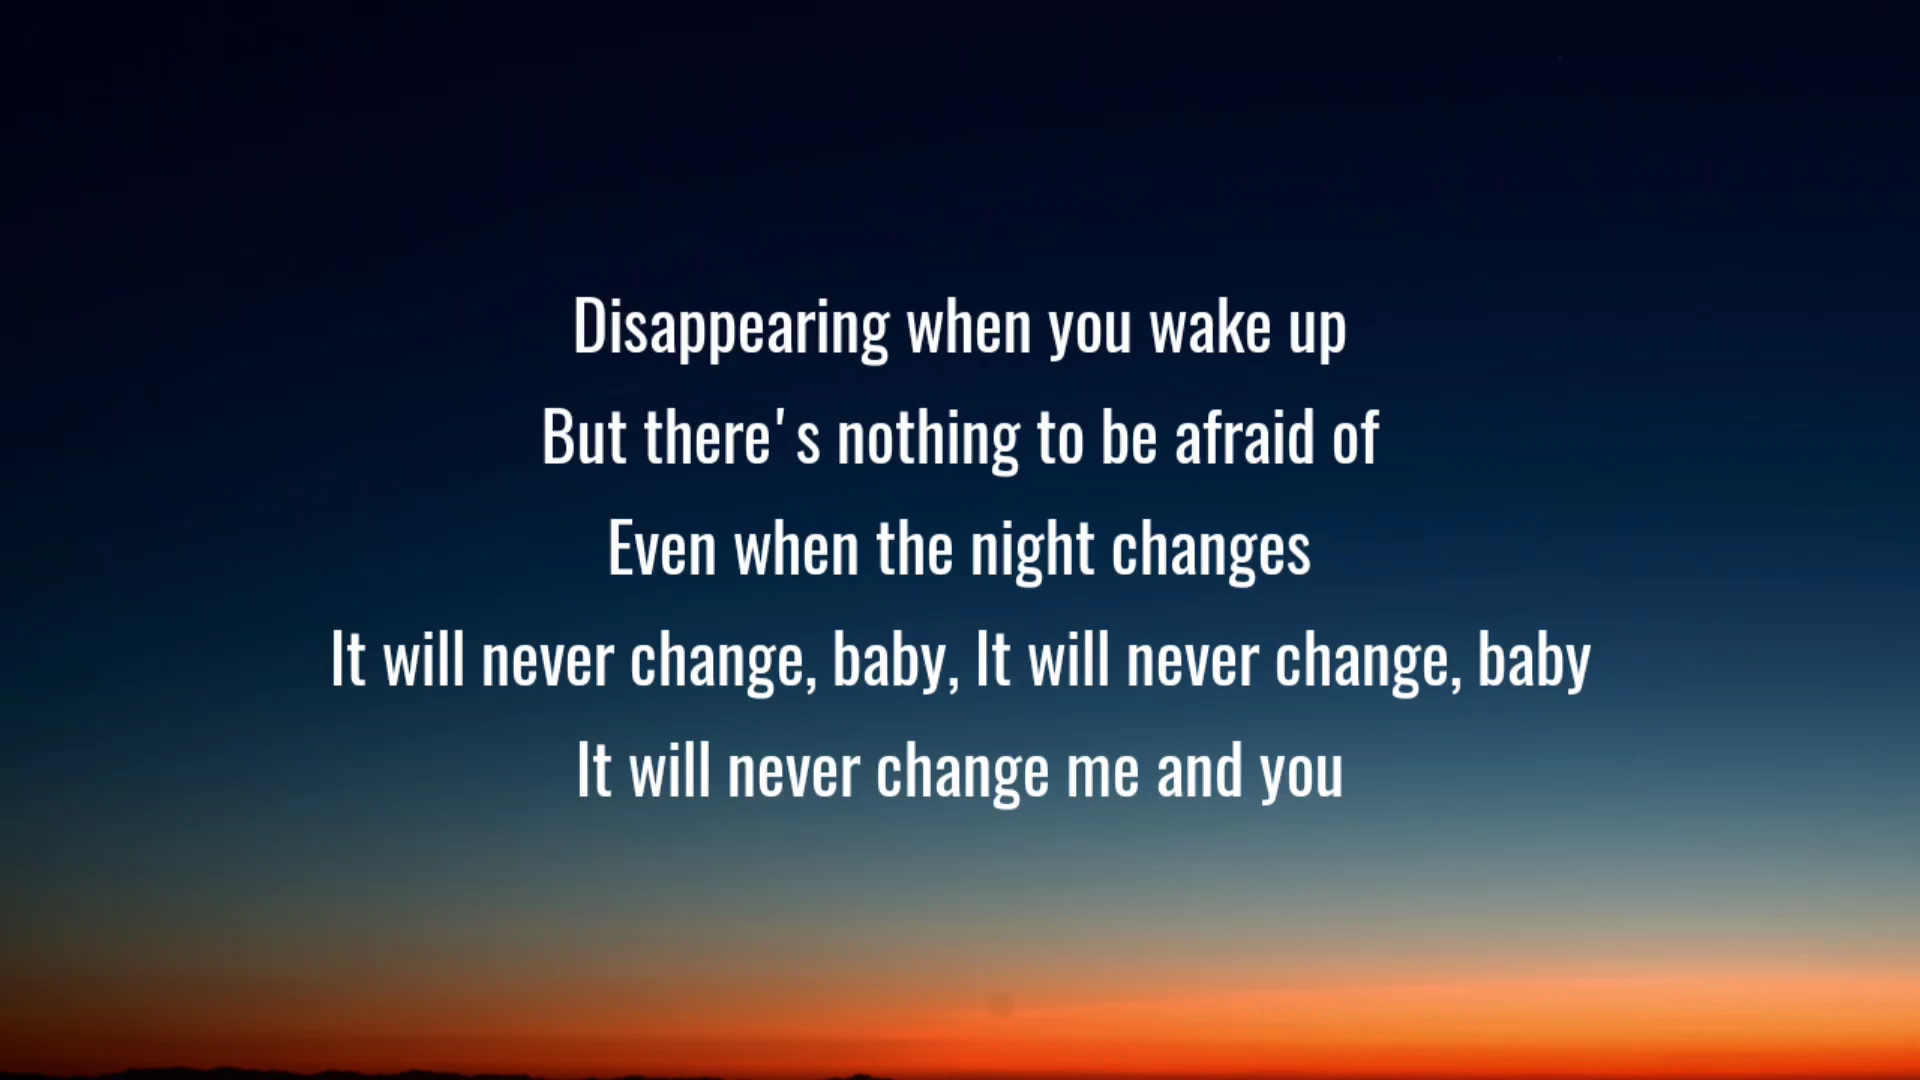 Disappearing when you wake up
But there's nothing to be afraid of
Even when the night changes
It will never change, baby, It will never change, baby
It will never change me and you